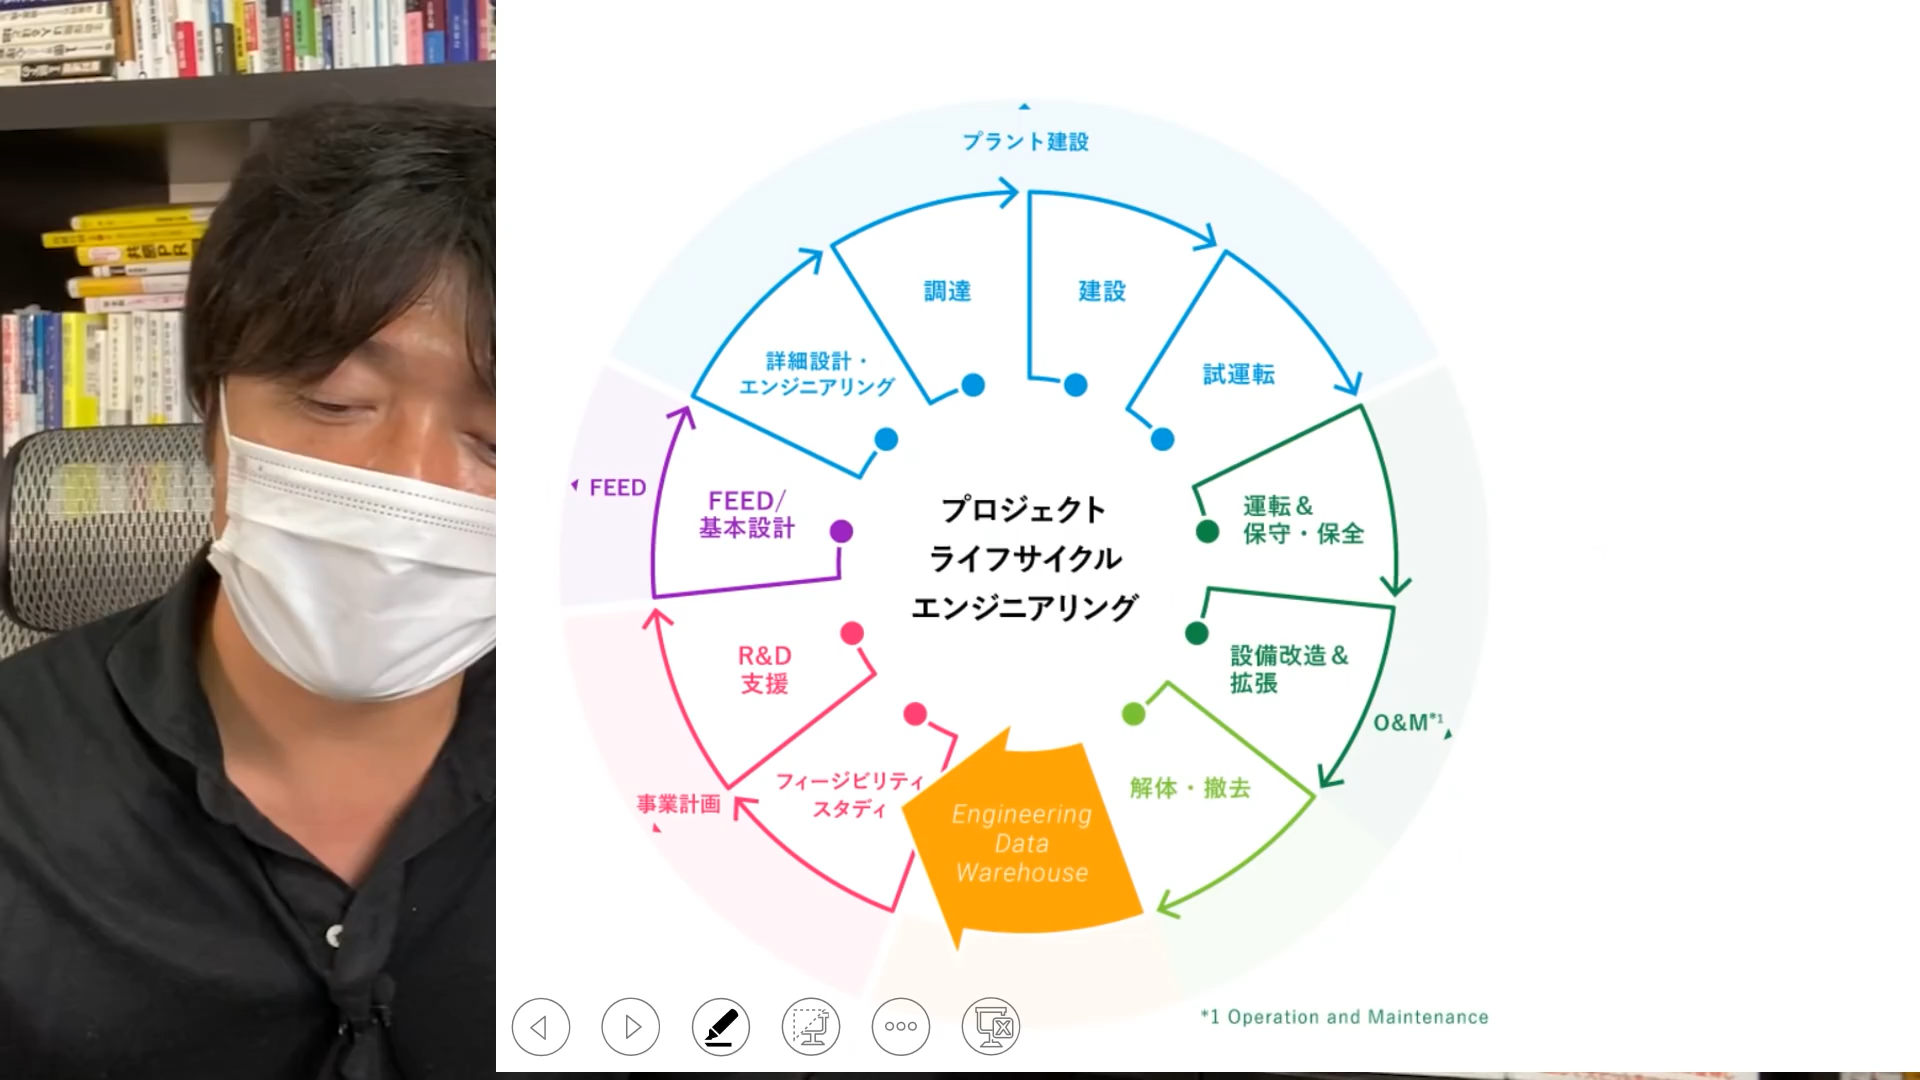 共感PR
プラント建設
調達
建設
詳細設計・
エンジニアリング
試運転
FEED
FEED/
基本設計
プロジェクト
ライフサイクル
エンジニアリング
運転&
保守・保全
R&D
支援
設備改造&
拡張
O&M*1
フィージビリティ
スタディ
事業計画
Engineering
Data
Warehouse
解体・撤去
*1 Operation and Maintenance